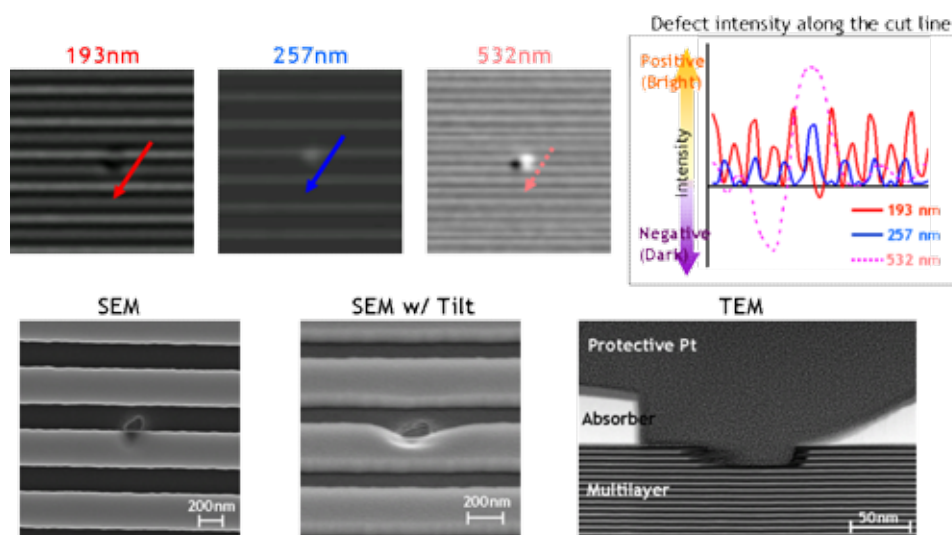 Defect intensity along the cut line
193nm
257nm
532nm
Positive
(Bright)
Intensity
Negative
(Dark)
193 nm
257 nm
532 nm
SEM
SEM w/ Tilt
TEM
200nm
200nm
Protective Pt
Absorber
Multilayer
50nm